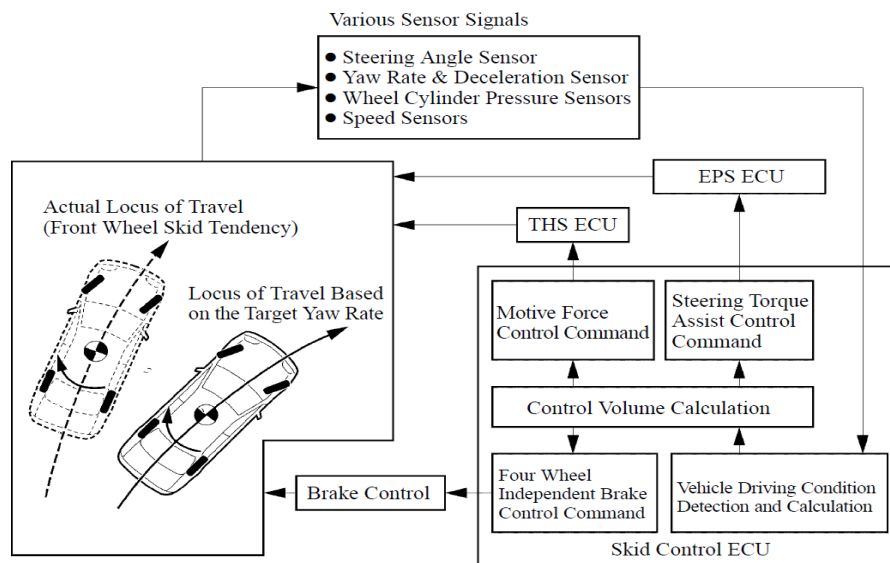 Various Sensor Signals
● Steering Angle Sensor
● Yaw Rate & Deceleration Sensor
● Wheel Cylinder Pressure Sensors
● Speed Sensors
EPS ECU
THS ECU
Actual Locus of Travel
(Front Wheel Skid Tendency)
Locus of Travel Based
on the Target Yaw Rate
Motive Force
Control Command
Steering Torque
Assist Control
Command
Control Volume Calculation
Brake Control
Four Wheel
Independent Brake
Control Command
Vehicle Driving Condition
Detection and Calculation
Skid Control ECU